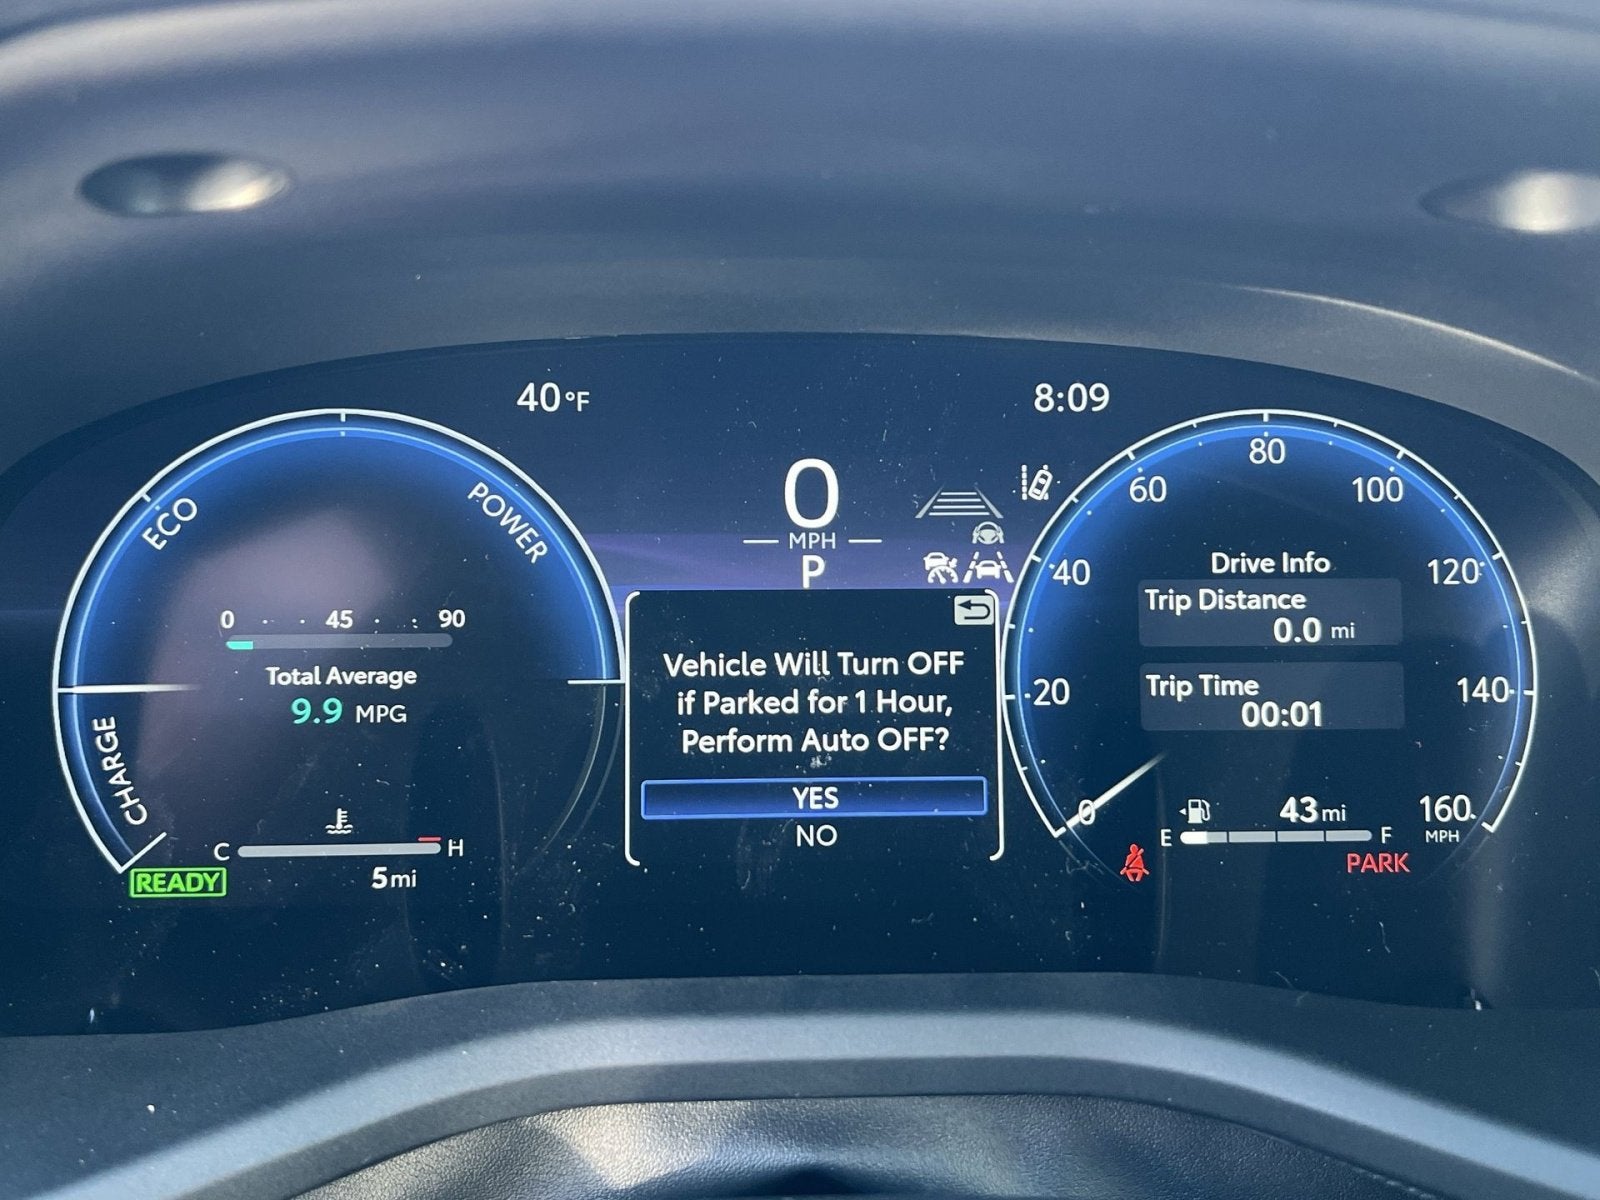 40°F
8:09
ECO
POWER
CHARGE
0 45 90
Total Average
9.9 MPG
C H
READY
5mi
0
MPH
P
Vehicle Will Turn OFF
if Parked for 1 Hour,
Perform Auto OFF?
YES
NO
0
20
40
60
80
100
120
140
160
MPH
Drive Info
Trip Distance
0.0 mi
Trip Time
00:01
43mi
E F
PARK